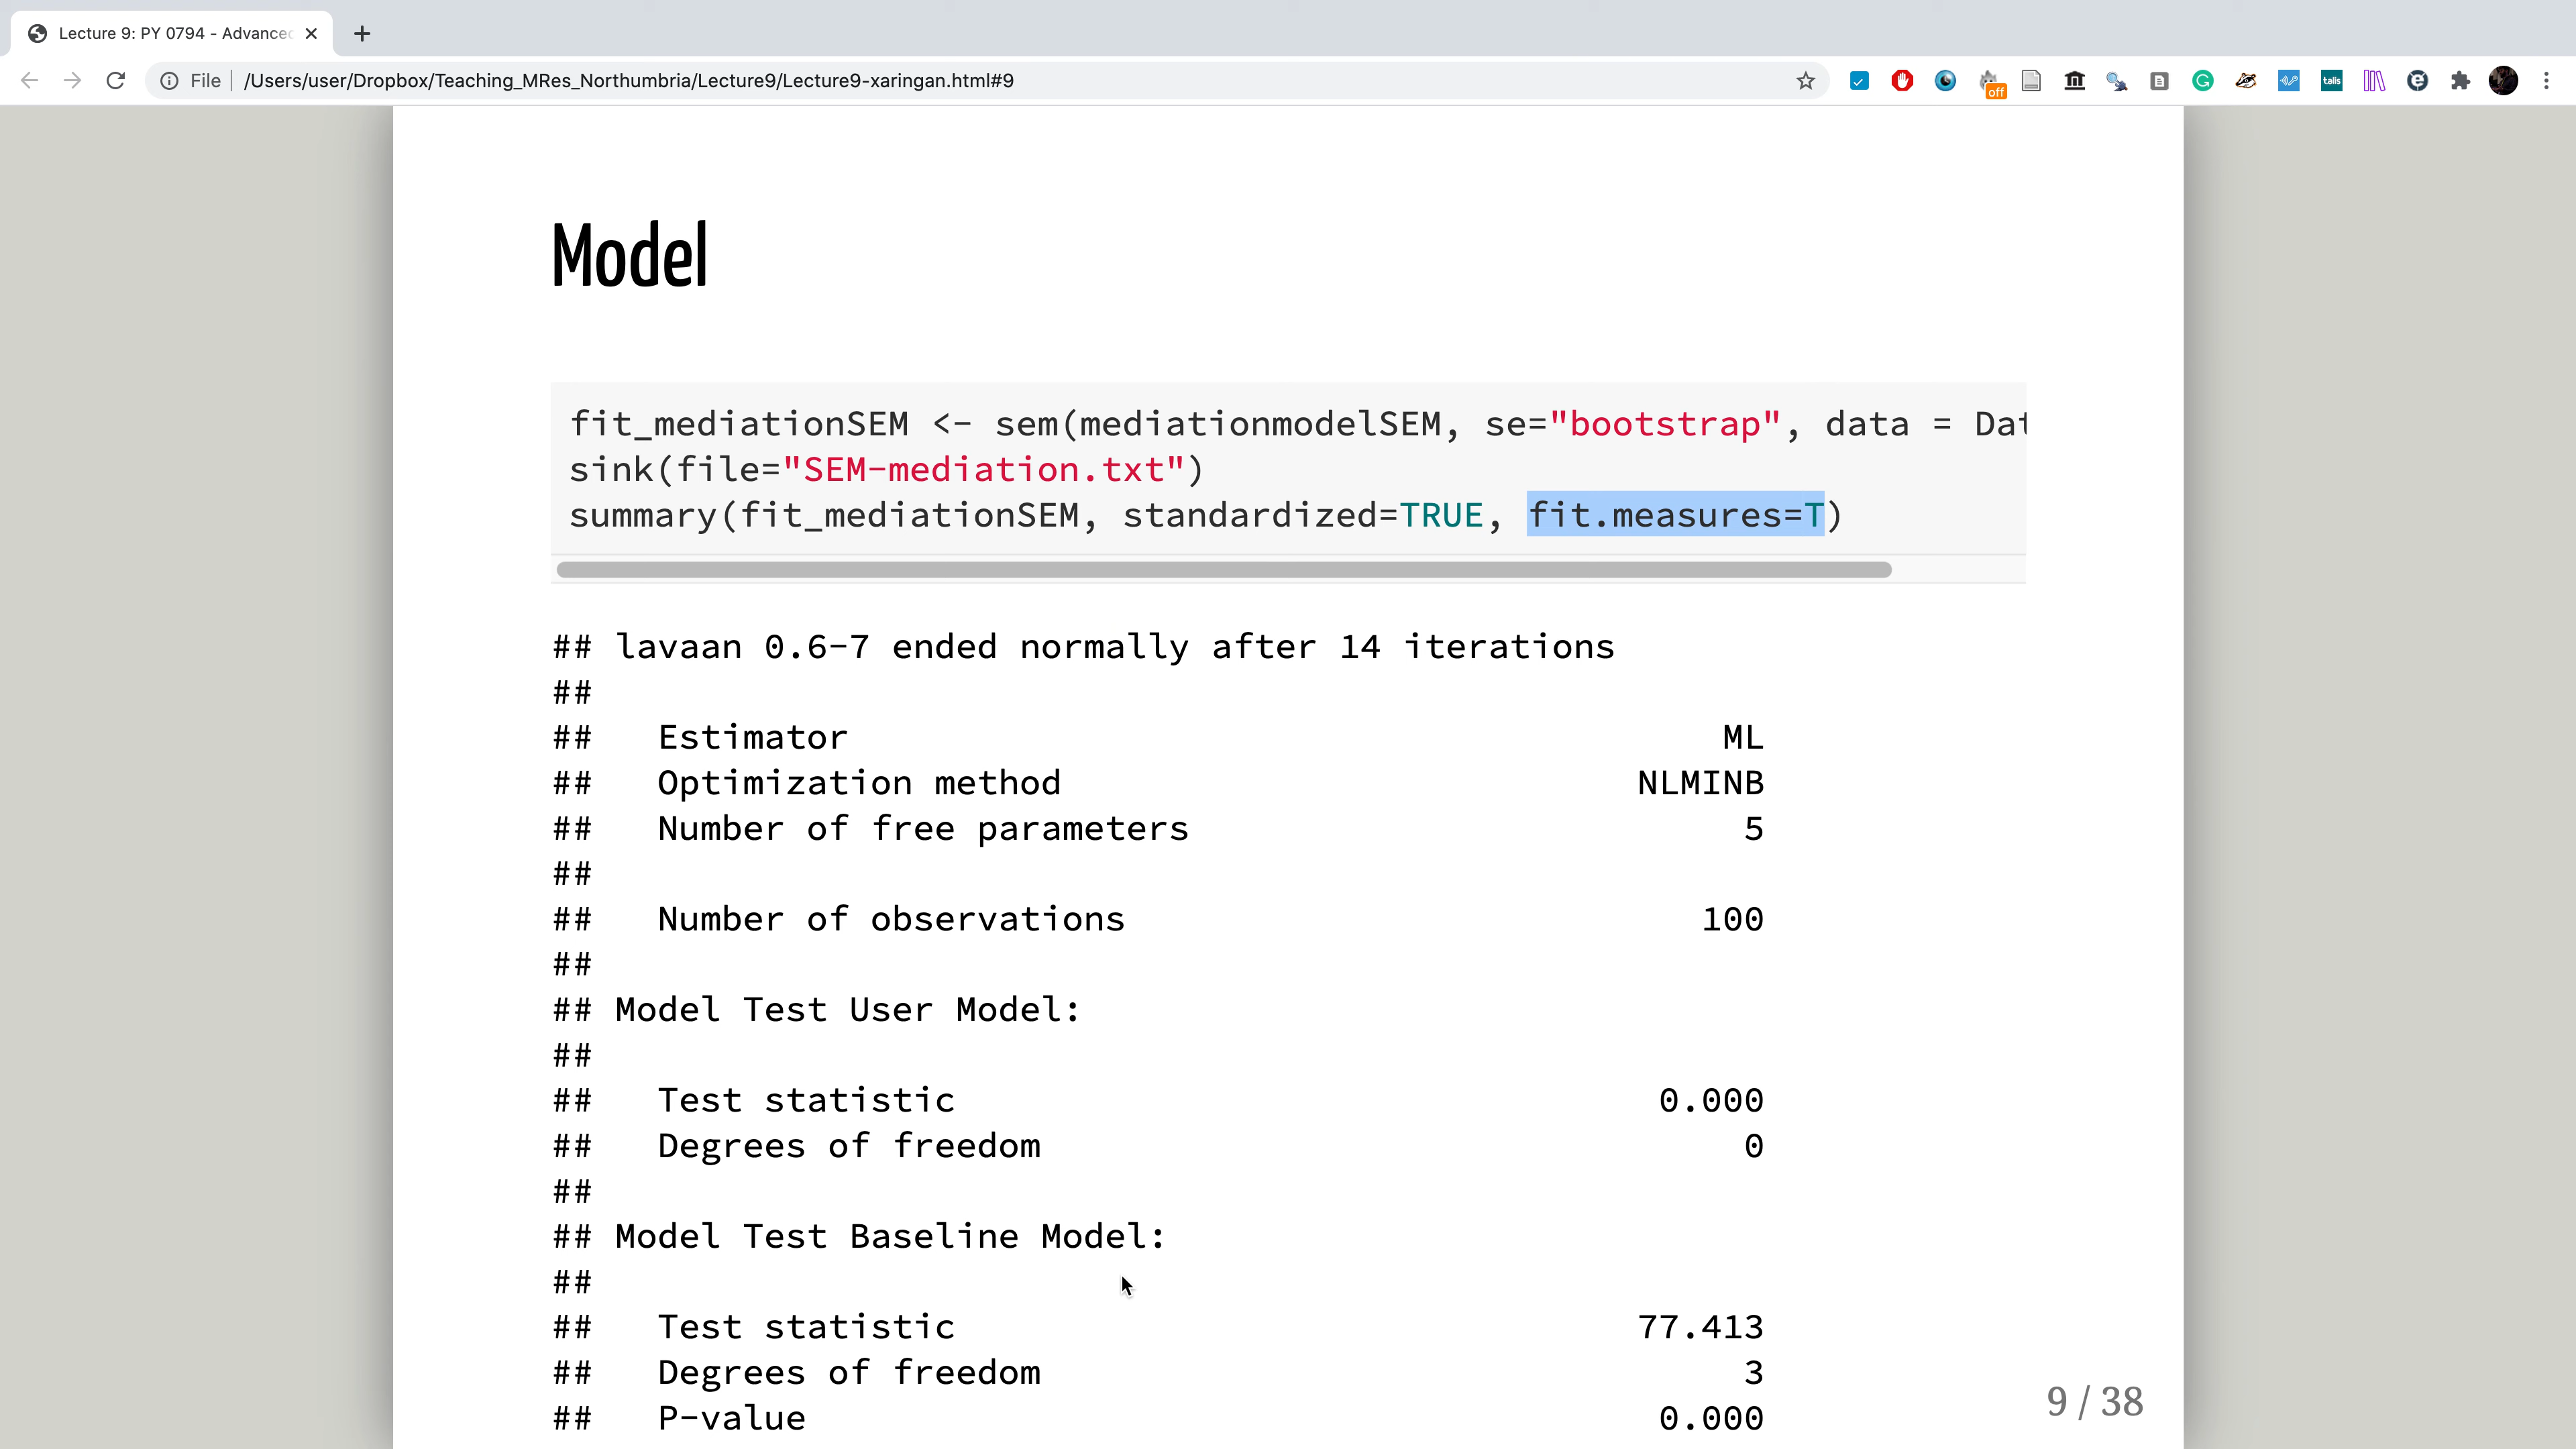 Lecture 9: PY 0794 - Advance
File
/Users/user/Dropbox/Teaching_MRes_Northumbria/Lecture9/Lecture9-xaringan.html#9
off
talis
Model
fit_mediationSEM <- sem(mediationmodelSEM, se="bootstrap", data = Dat
sink(file="SEM-mediation.txt")
summary(fit_mediationSEM, standardized=TRUE, fit.measures=T)
## lavaan 0.6-7 ended normally after 14 iterations
##
## Estimator ML
## Optimization method NLMINB
## Number of free parameters 5
##
## Number of observations 100
##
## Model Test User Model:
##
## Test statistic 0.000
## Degrees of freedom 0
##
## Model Test Baseline Model:
##
## Test statistic 77.413
## Degrees of freedom 3
## P-value 0.000
9 / 38